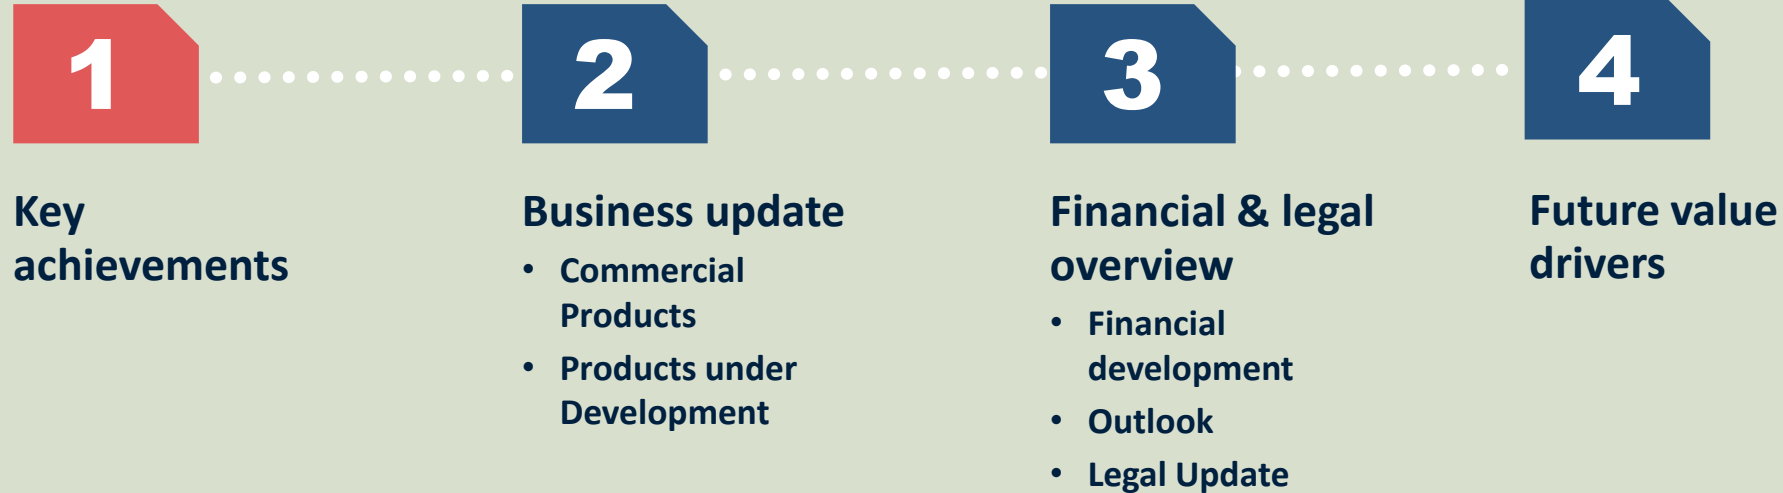 1
Key
achievements
2
Business update
• Commercial
Products
• Products under
Development
3
Financial & legal
overview
• Financial
development
• Outlook
• Legal Update
4
Future value
drivers